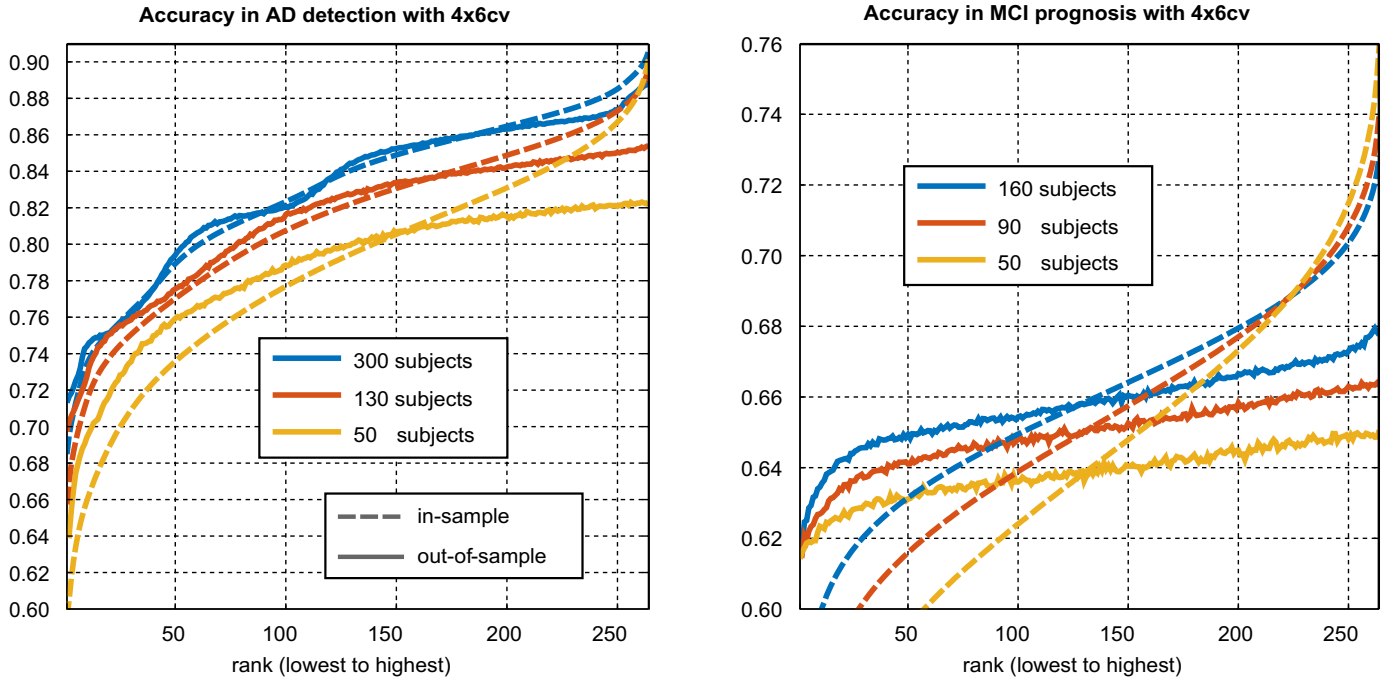 Accuracy in AD detection with 4x6cv
0.90
0.88
0.86
0.84
0.82
0.80
0.78
0.76
0.74
0.72
0.70
0.68
0.66
0.64
0.62
0.60
300 subjects
130 subjects
50 subjects
in-sample
out-of-sample
50
100
150
200
250
rank (lowest to highest)
Accuracy in MCI prognosis with 4x6cv
0.76
0.74
0.72
0.70
0.68
0.66
0.64
0.62
0.60
160 subjects
90 subjects
50 subjects
50
100
150
200
250
rank (lowest to highest)